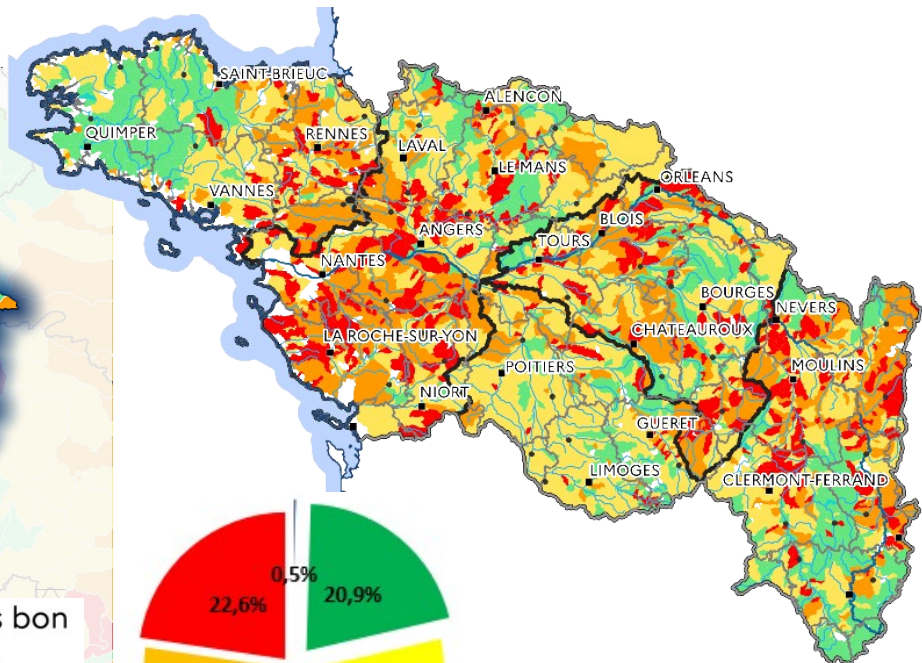 SAINT-BRIEUC
ALENCON
QUIMPER
RENNES
LAVAL
LE MANS
ORLEANS
VANNES
BLOIS
ANGERS
TOURS
NANTES
BOURGES
NEVERS
LA ROCHE-SUR-YON
CHATEAUROUX
POITIERS
MOULINS
NIORT
GUERET
LIMOGES
CLERMONT-FERRAND
0,5%
22,6%
20,9%
bon